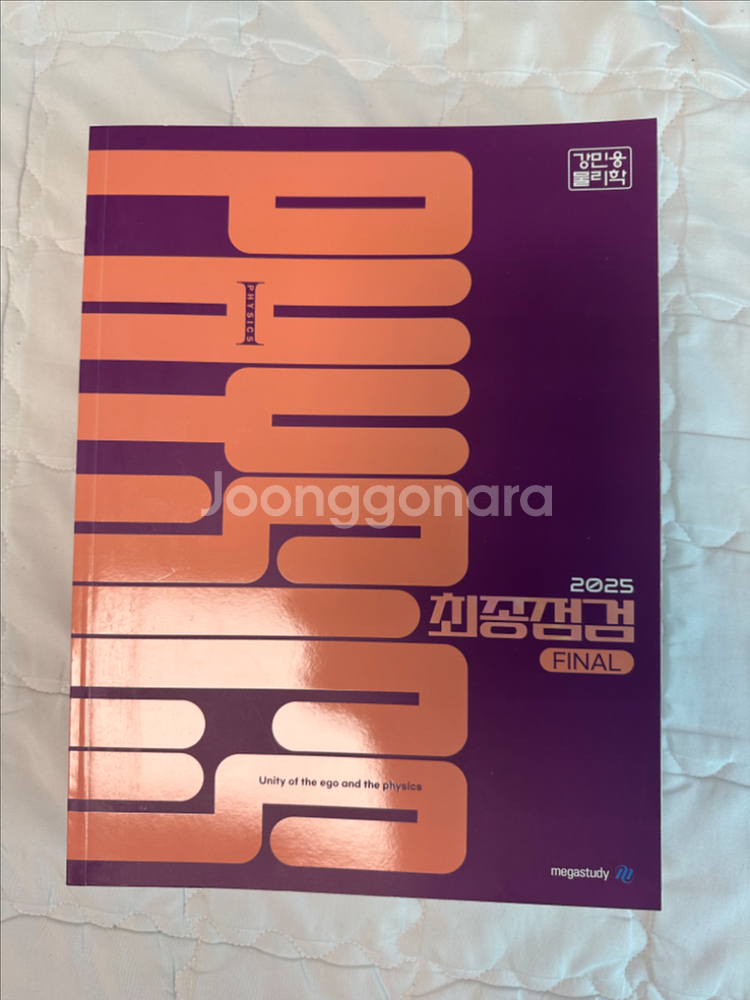 강민웅
물리학
PHYSICS
I
PHYSICS
Joonggonara
2025
최종점검
FINAL
Unity of the ego and the physics
megastudy m